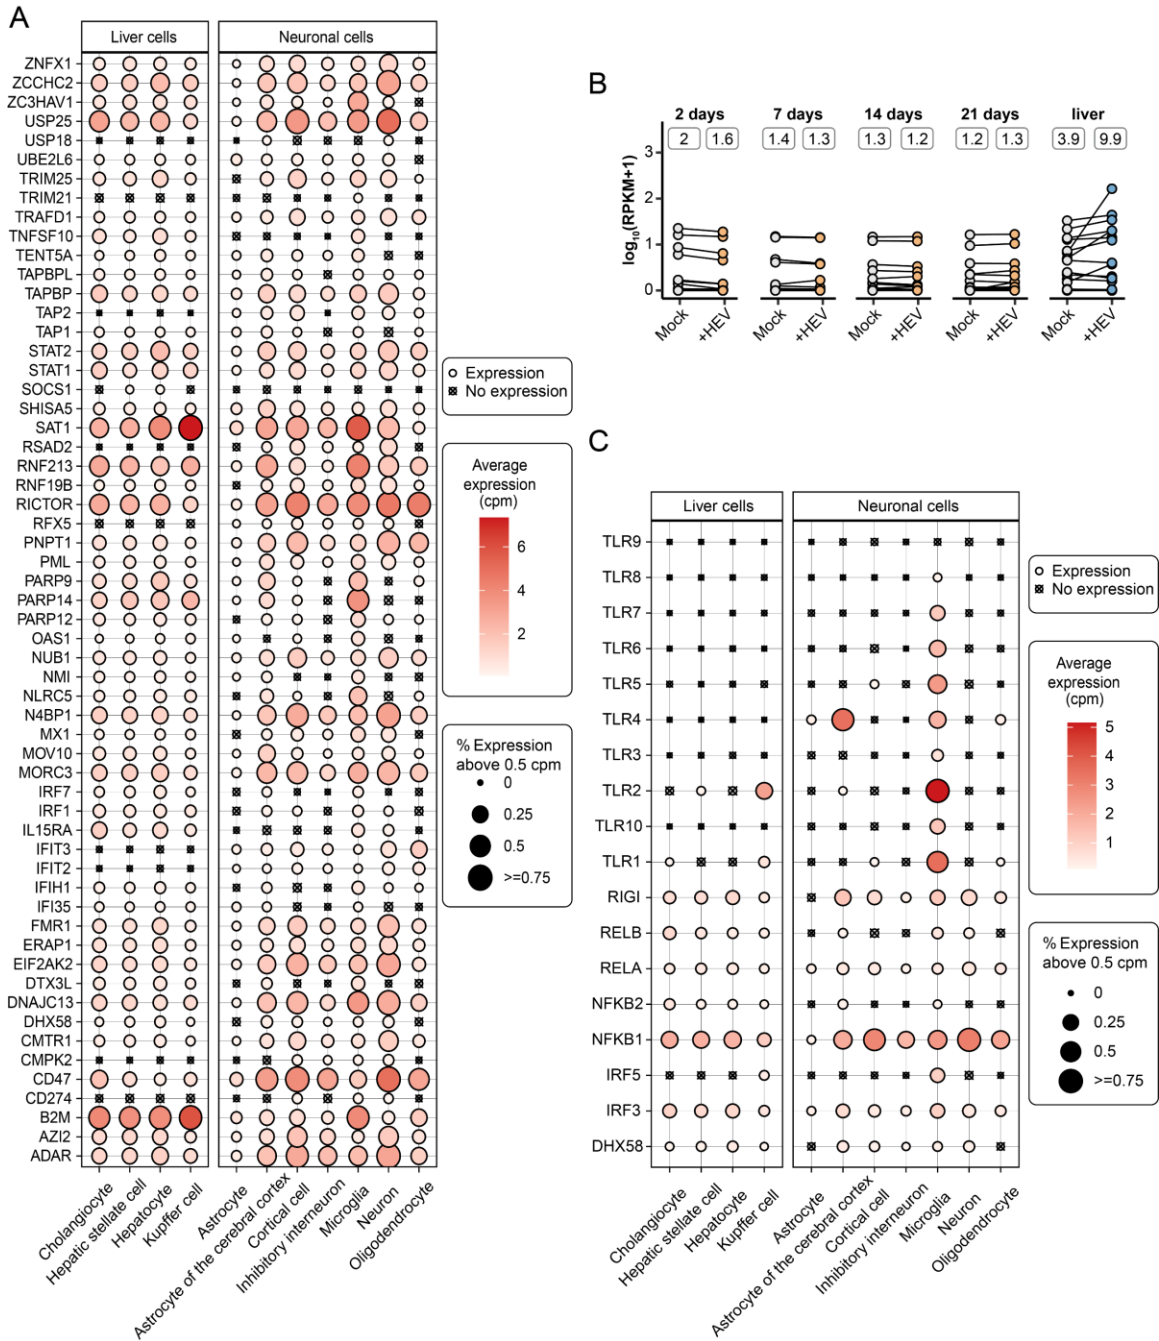 A
Liver cells
Neuronal cells
ZNFX1
ZCCHC2
ZC3HAV1
USP25
USP18
UBE2L6
TRIM25
TRIM21
TRAFD1
TNFSF10
TENT5A
TAPBPL
TAPBP
TAP2
TAP1
STAT2
STAT1
SOCS1
SHISA5
SAT1
RSAD2
RNF213
RNF19B
RICTOR
RFX5
PNPT1
PML
PARP9
PARP14
PARP12
OAS1
NUB1
NMI
NLRC5
N4BP1
MX1
MOV10
MORC3
IRF7
IRF1
IL15RA
IFIT3
IFIT2
IFIH1
IFI35
FMR1
ERAP1
EIF2AK2
DTX3L
DNAJC13
DHX58
CMTR1
CMPK2
CD47
CD274
B2M
AZI2
ADAR
Cholangiocyte
Hepatic stellate cell
Hepatocyte
Kupffer cell
Astrocyte
Astrocyte of the cerebral cortex
Cortical cell
Inhibitory interneuron
Microglia
Neuron
Oligodendrocyte
Expression
No expression
Average
expression
(cpm)
6
4
2
% Expression
above 0.5 cpm
0
0.25
0.5
>=0.75
B
2 days 7 days 14 days 21 days liver
2 1.6 1.4 1.3 1.3 1.2 1.2 1.3 3.9 9.9
log10(RPKM+1)
3
2
1
0
Mock +HEV Mock +HEV Mock +HEV Mock +HEV Mock +HEV
C
Liver cells
Neuronal cells
TLR9
TLR8
TLR7
TLR6
TLR5
TLR4
TLR3
TLR2
TLR10
TLR1
RIGI
RELB
RELA
NFKB2
NFKB1
IRF5
IRF3
DHX58
Cholangiocyte
Hepatic stellate cell
Hepatocyte
Kupffer cell
Astrocyte
Astrocyte of the cerebral cortex
Cortical cell
Inhibitory interneuron
Microglia
Neuron
Oligodendrocyte
Expression
No expression
Average
expression
(cpm)
5
4
3
2
1
% Expression
above 0.5 cpm
0
0.25
0.5
>=0.75